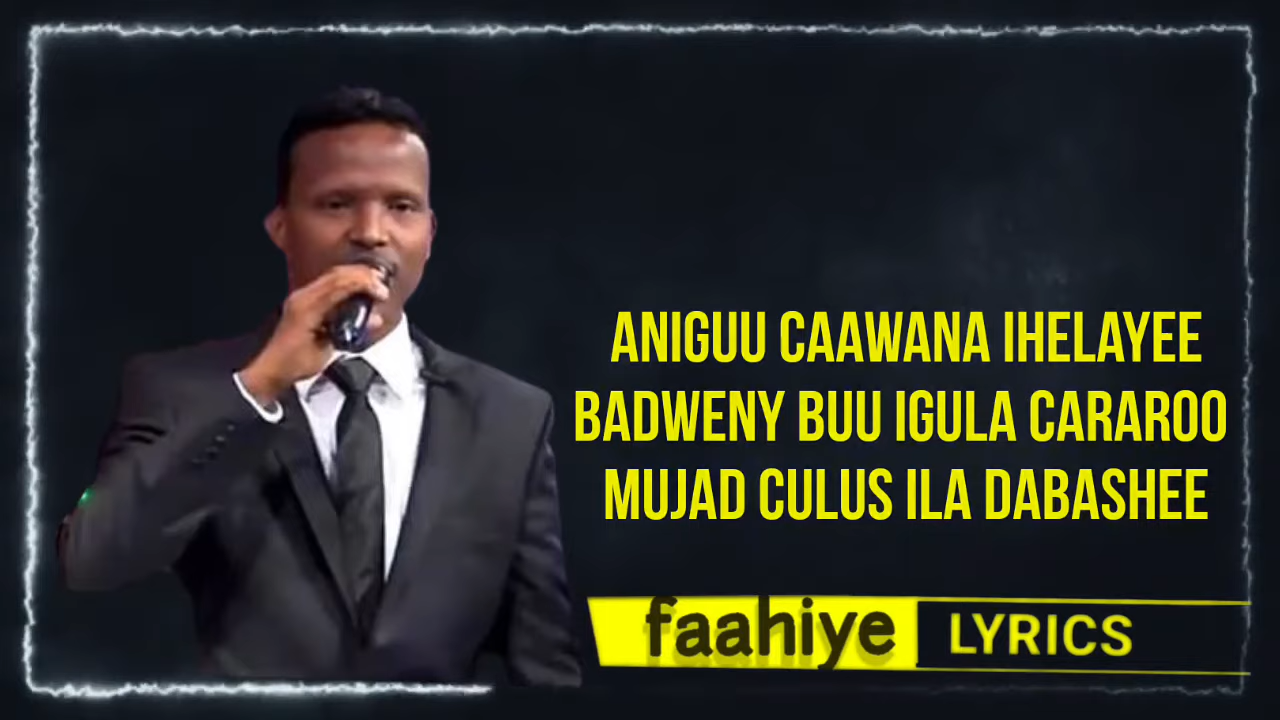 ANIGUU CAAWANA IHELAYEE
BADWENY BUU IGULA CARAROO
MUJAD CULUS ILA DABASHEE
faahiye LYRICS